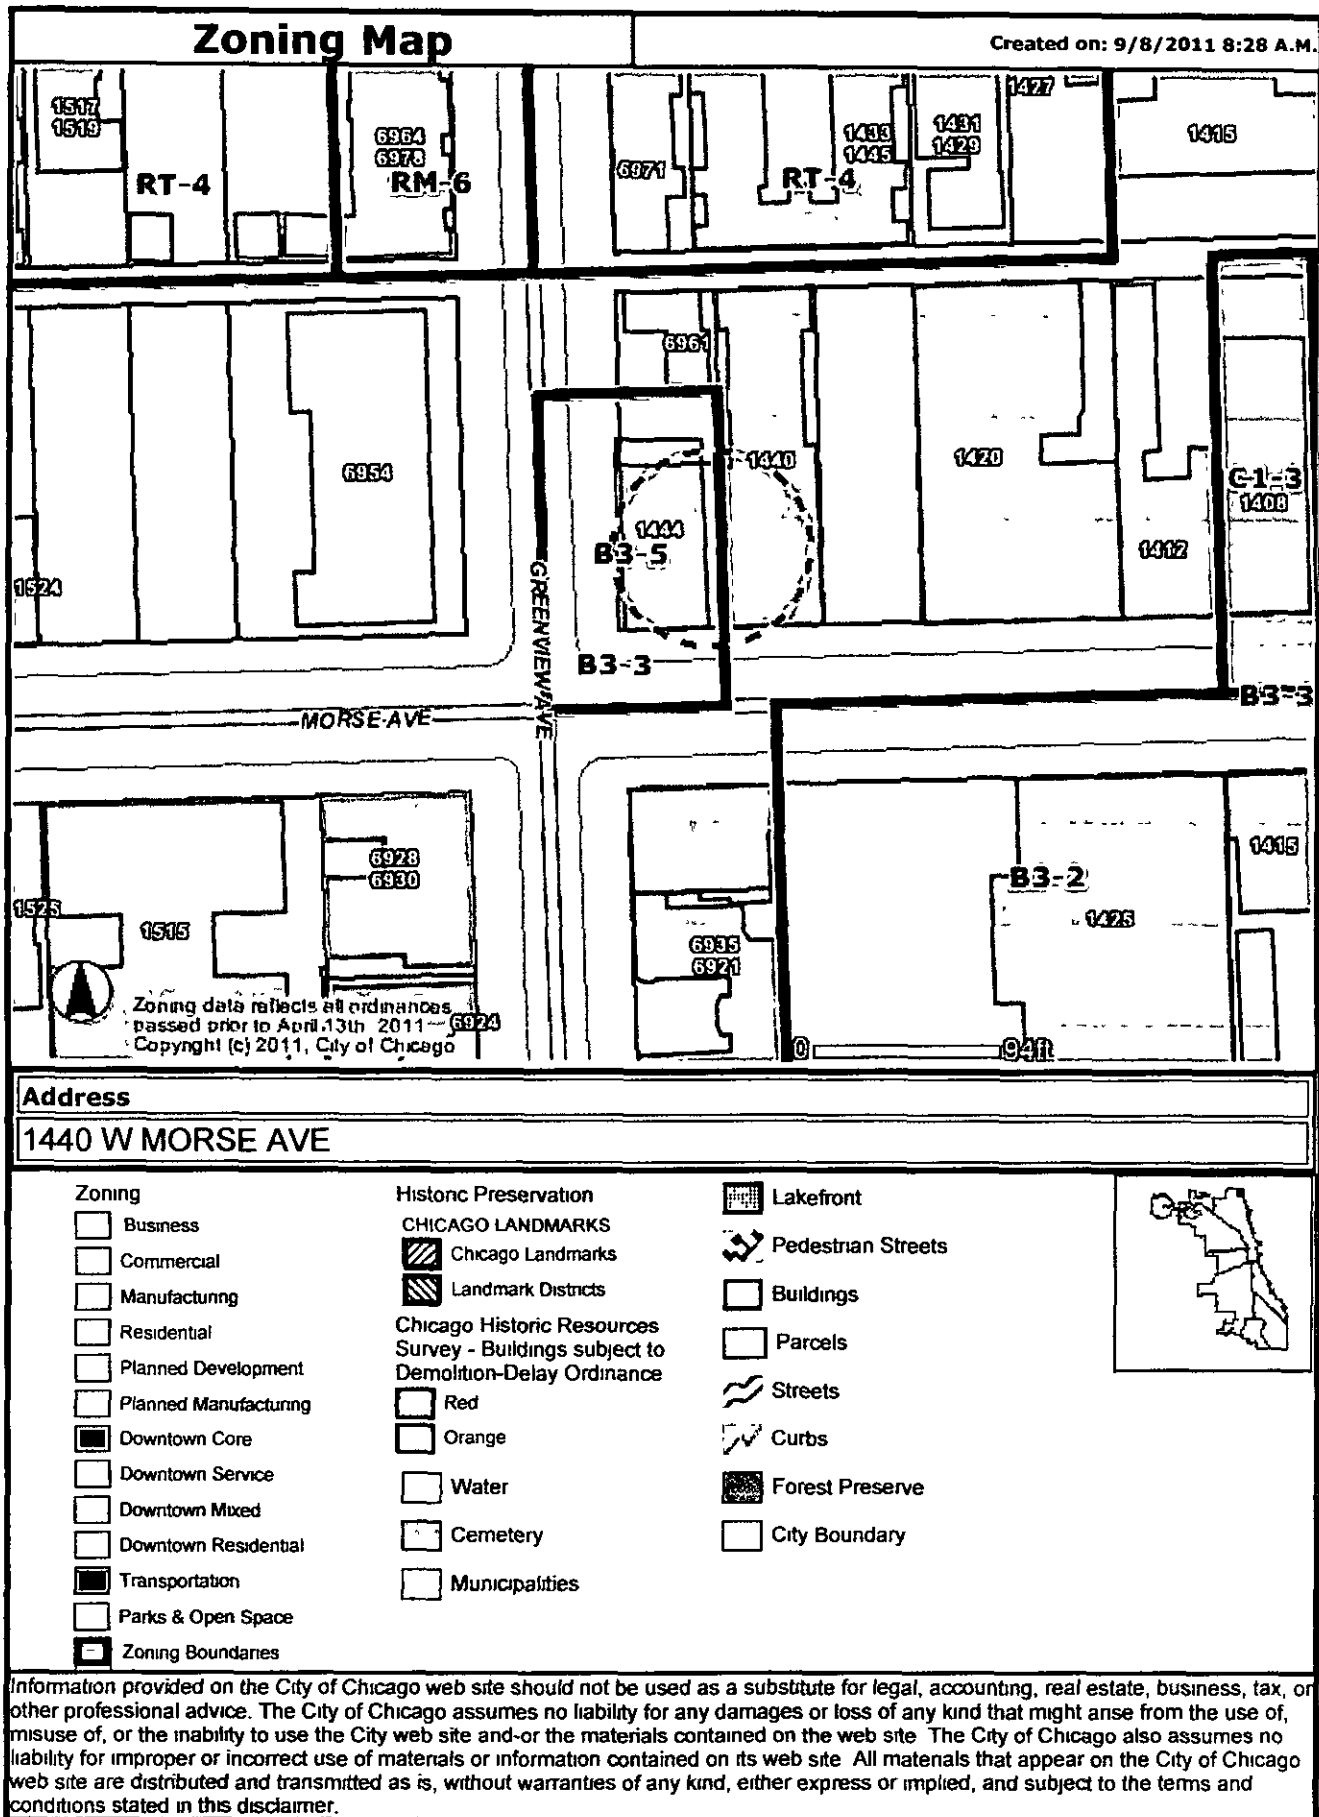 Zoning Map
Created on: 9/8/2011 8:28 A.M.
1517
1519
RT-4
6964
6978
RM-6
6971
1433
1445
RT-4
1431
1429
1427
1415
6961
6954
1440
1420
C1-3
1408
1444
B3-5
1412
1524
GREENVIEW AVE
B3-3
B3-3
MORSE AVE
6928
6930
1415
B3-2
1525
1515
1425
6935
6921
Zoning data reflects all ordinances
passed prior to April 13th 2011
6924
Copyright (c) 2011, City of Chicago
0 94ft
Address
1440 W MORSE AVE
Zoning
Business
Commercial
Manufacturing
Residential
Planned Development
Planned Manufacturing
Downtown Core
Downtown Service
Downtown Mixed
Downtown Residential
Transportation
Parks & Open Space
Zoning Boundaries
Historic Preservation
CHICAGO LANDMARKS
Chicago Landmarks
Landmark Districts
Chicago Historic Resources
Survey - Buildings subject to
Demolition-Delay Ordinance
Red
Orange
Water
Cemetery
Municipalities
Lakefront
Pedestrian Streets
Buildings
Parcels
Streets
Curbs
Forest Preserve
City Boundary
Information provided on the City of Chicago web site should not be used as a substitute for legal, accounting, real estate, business, tax, or
other professional advice. The City of Chicago assumes no liability for any damages or loss of any kind that might arise from the use of,
misuse of, or the inability to use the City web site and-or the materials contained on the web site The City of Chicago also assumes no
liability for improper or incorrect use of materials or information contained on its web site All materials that appear on the City of Chicago
web site are distributed and transmitted as is, without warranties of any kind, either express or implied, and subject to the terms and
conditions stated in this disclaimer.